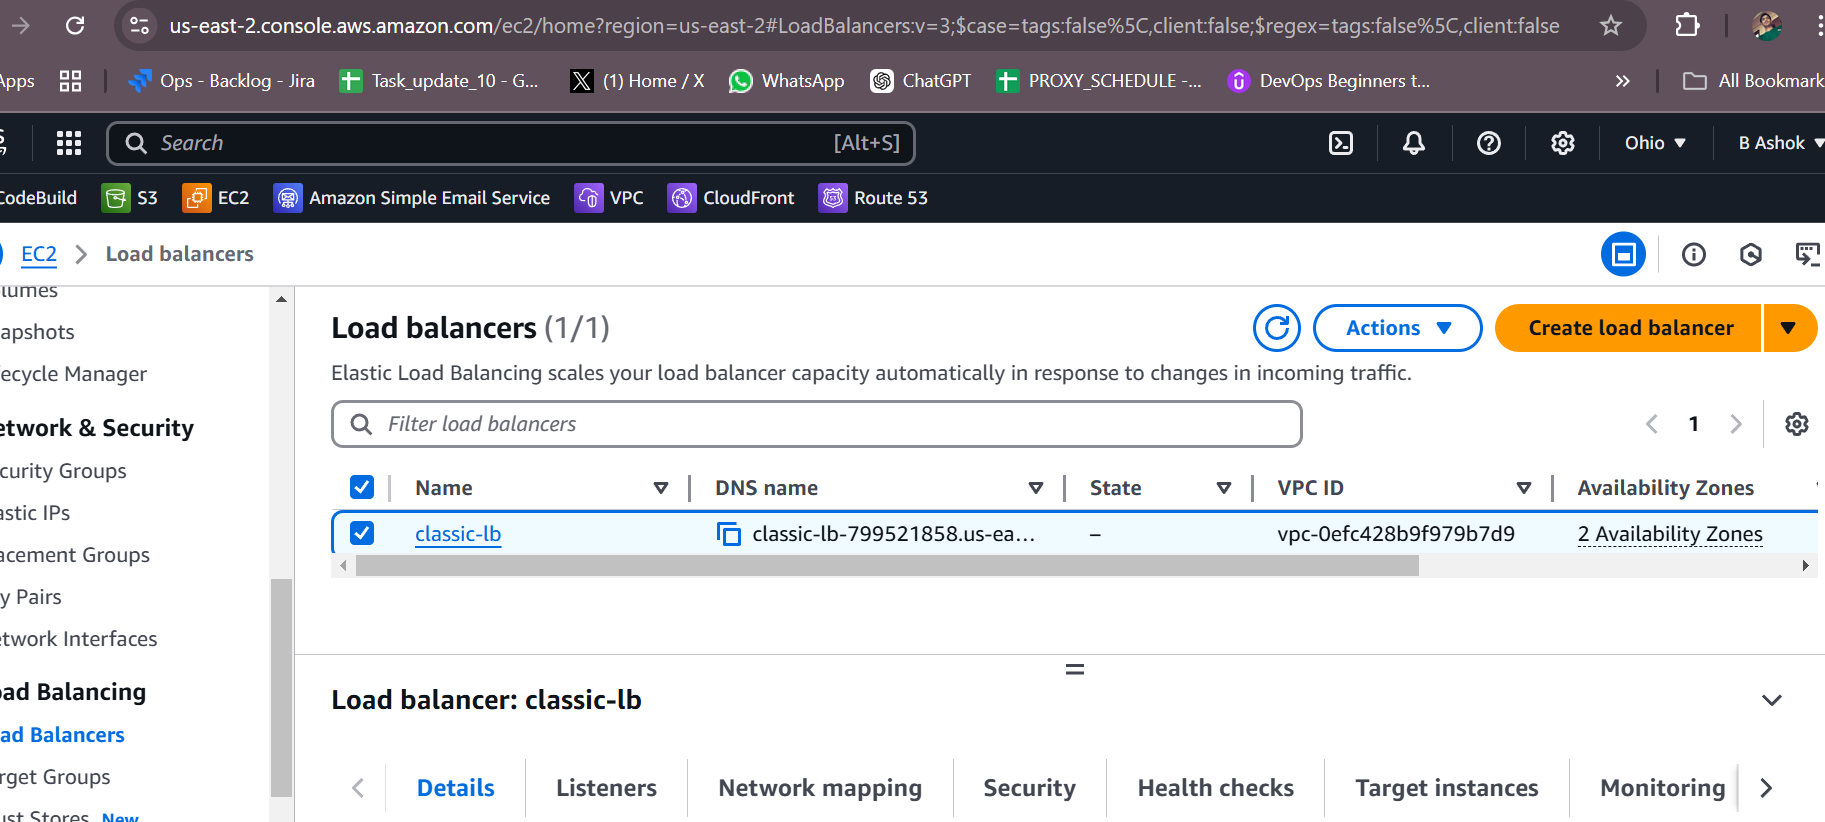 us-east-2.console.aws.amazon.com/ec2/home?region=us-east-2#LoadBalancers:v=3;$case=tags:false%5C,client:false;$regex=tags:false%5C,client:false
Apps Ops - Backlog - Jira Task_update_10 - G... (1) Home / X WhatsApp ChatGPT PROXY_SCHEDULE -... DevOps Beginners t... » All Bookmark
Search [Alt+S] Ohio B Ashok
CodeBuild S3 EC2 Amazon Simple Email Service VPC CloudFront Route 53
EC2 Load balancers
lumes
apshots
ecycle Manager
etwork & Security
curity Groups
astic IPs
acement Groups
y Pairs
etwork Interfaces
oad Balancing
ad Balancers
rget Groups
ust Stores New
Load balancers (1/1) Actions Create load balancer
Elastic Load Balancing scales your load balancer capacity automatically in response to changes in incoming traffic.
Filter load balancers 1
Name DNS name State VPC ID Availability Zones
classic-lb classic-lb-799521858.us-ea... – vpc-0efc428b9f979b7d9 2 Availability Zones
Load balancer: classic-lb
Details Listeners Network mapping Security Health checks Target instances Monitoring